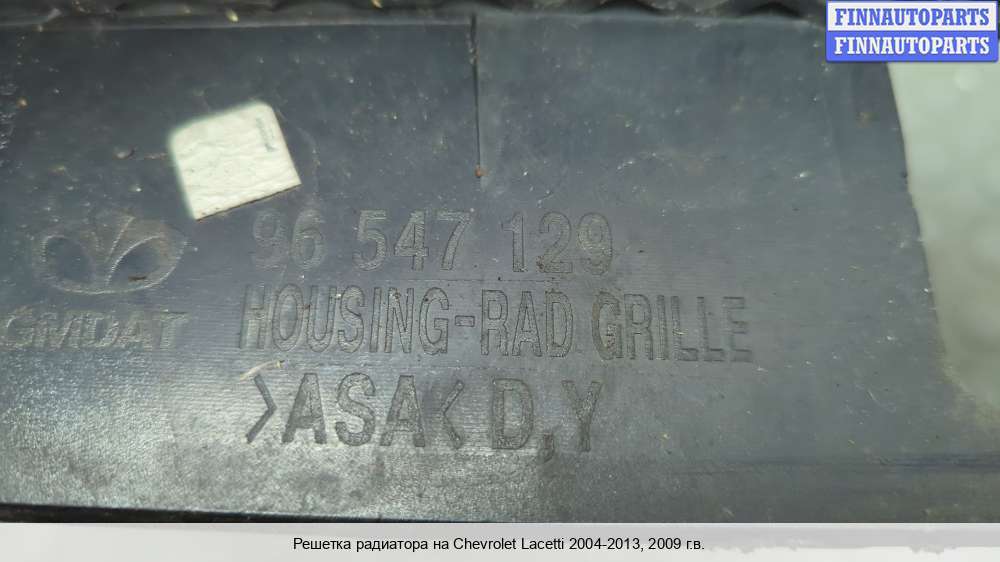 FINNAUTOPARTS
FINNAUTOPARTS
96 547 129
GMDAT
HOUSING-RAD GRILLE
>ASA< D,Y
Решетка радиатора на Chevrolet Lacetti 2004-2013, 2009 г.в.